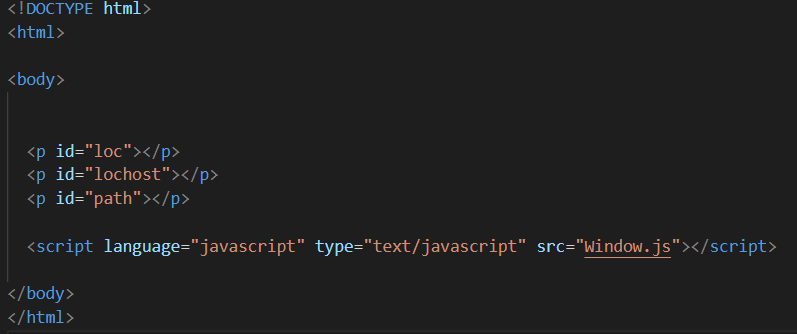 <!DOCTYPE html>
<html>
<body>
<p id="loc"></p>
<p id="lochost"></p>
<p id="path"></p>
<script language="javascript" type="text/javascript" src="Window.js"></script>
</body>
</html>